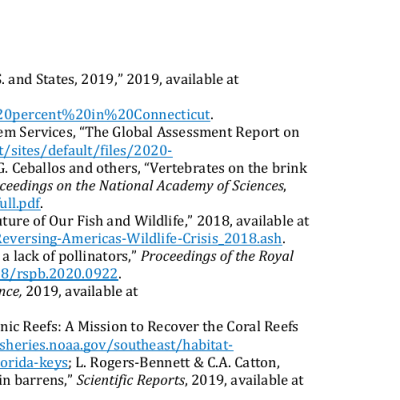 . and States, 2019,” 2019, available at
20percent%20in%20Connecticut.
em Services, “The Global Assessment Report on
t/sites/default/files/2020-
G. Ceballos and others, “Vertebrates on the brink
ceedings on the National Academy of Sciences,
ull.pdf.
uture of Our Fish and Wildlife,” 2018, available at
Reversing-Americas-Wildlife-Crisis_2018.ash.
a lack of pollinators,” Proceedings of the Royal
8/rspb.2020.0922.
nce, 2019, available at
nic Reefs: A Mission to Recover the Coral Reefs
sheries.noaa.gov/southeast/habitat-
orida-keys; L. Rogers-Bennett & C.A. Catton,
in barrens,” Scientific Reports, 2019, available at